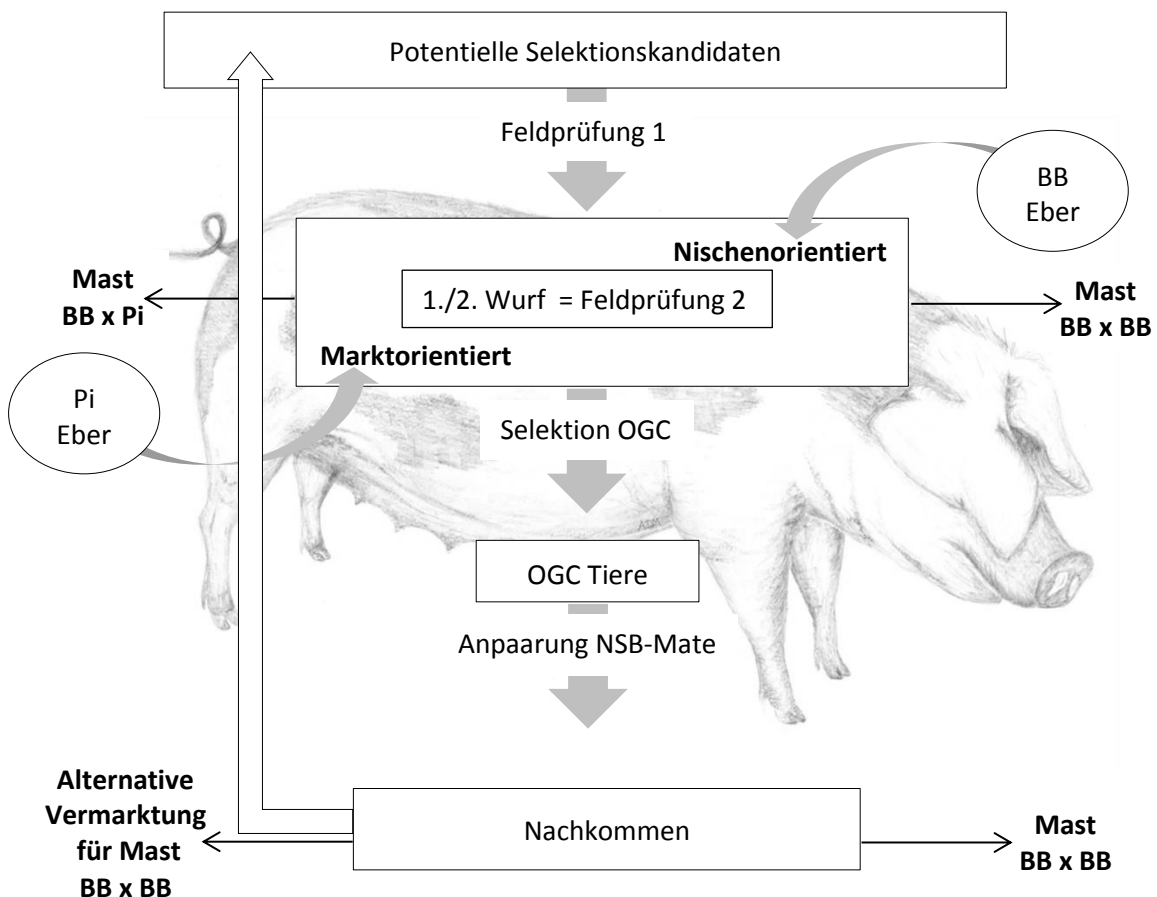 Potentielle Selektionskandidaten
Feldprüfung 1
BB
Eber
Nischenorientiert
Mast
BB x Pi
1./2. Wurf = Feldprüfung 2
Mast
BB x BB
Marktorientiert
Pi
Eber
Selektion OGC
OGC Tiere
Anpaarung NSB-Mate
Alternative
Vermarktung
für Mast
BB x BB
Nachkommen
Mast
BB x BB